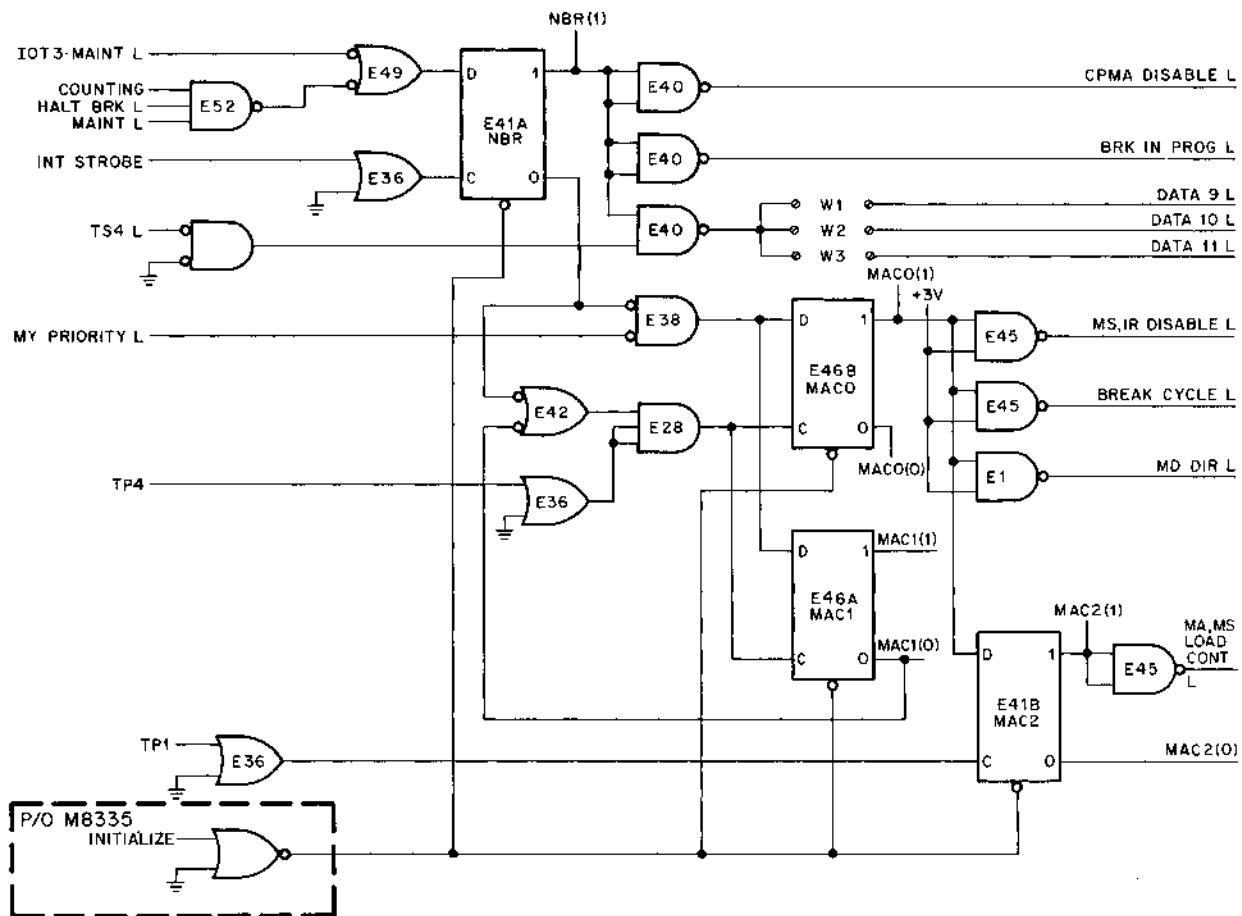 NBR(1)
IOT3-MAINT L
E49
D
1
E40
CPMA DISABLE L
COUNTING
HALT BRK L
MAINT L
E52
E41A
NBR
E40
BRK IN PROG L
INT STROBE
E36
C
0
E40
W1
DATA 9 L
W2
DATA 10 L
W3
DATA 11 L
TS4 L
MAC0(1)
+3V
MY PRIORITY L
E38
D
1
E45
MS,IR DISABLE L
E46B
MAC0
E42
E28
C
0
E45
BREAK CYCLE L
MAC0(0)
E1
MD DIR L
TP4
E36
D
1
MAC1(1)
E46A
MAC1
MAC1(0)
C
0
MAC2(1)
MA,MS
LOAD
CONT
L
D
1
E45
E41B
MAC2
TP1
E36
C
0
MAC2(0)
P/O M8335
INITIALIZE